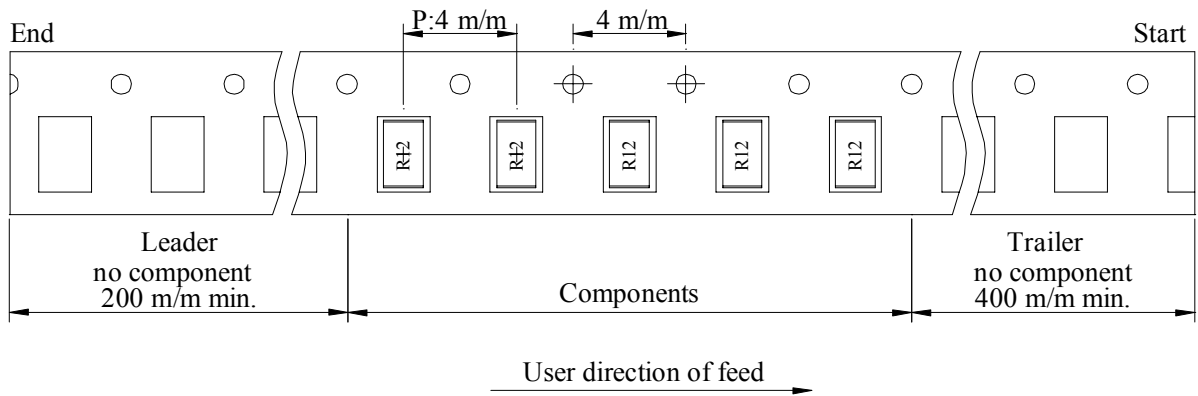 P:4 m/m
4 m/m
End
Start
R12
R12
R12
R12
R12
Leader
no component
200 m/m min.
Components
Trailer
no component
400 m/m min.
User direction of feed